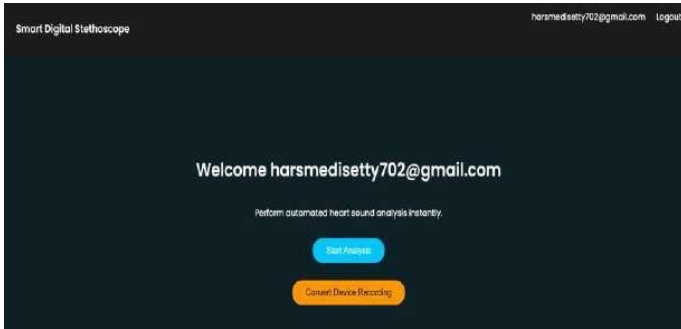 harsmedisetty702@gmail.com Logout
Smart Digital Stethoscope
Welcome harsmedisetty702@gmail.com
Perform automated heart sound analysis instantly.
Start Analysis
Convert Device Recording